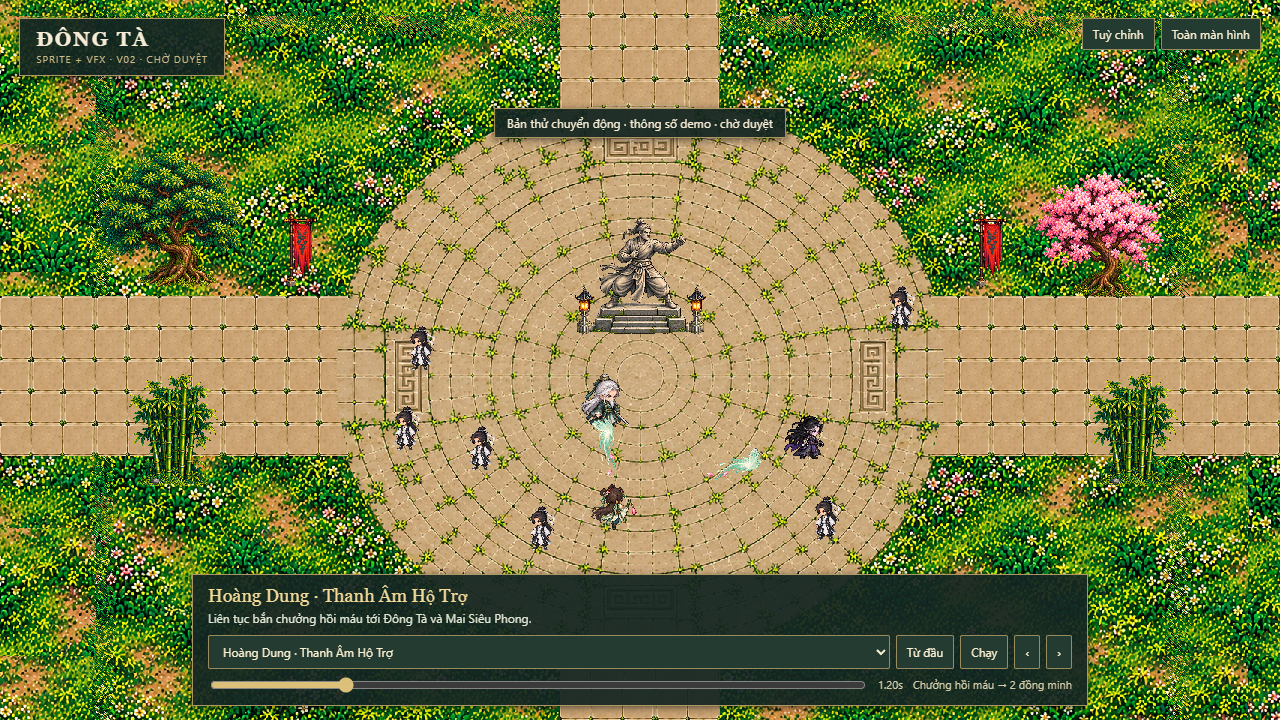 ĐÔNG TÀ
SPRITE + VFX · V02 · CHỜ DUYỆT
Tuỳ chỉnh
Toàn màn hình
Bản thử chuyển động · thông số demo · chờ duyệt
Hoàng Dung · Thanh Âm Hộ Trợ
Liên tục bắn chưởng hồi máu tới Đông Tà và Mai Siêu Phong.
Hoàng Dung · Thanh Âm Hộ Trợ
Từ đầu
Chạy
‹
›
1.20s
Chưởng hồi máu → 2 đồng minh